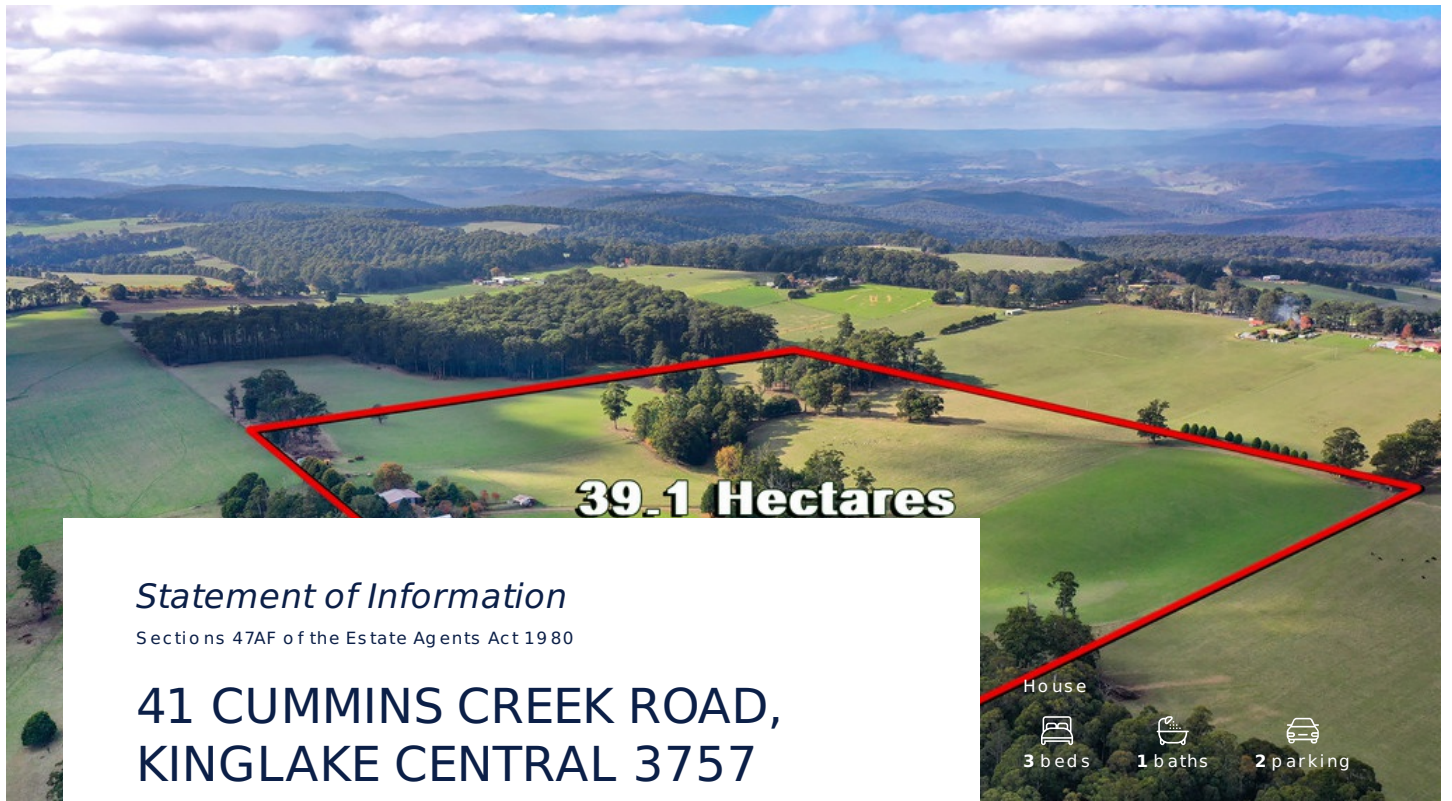 39.1 Hectares
Statement of Information
Sections 47AF of the Estate Agents Act 1980
41 CUMMINS CREEK ROAD,
KINGLAKE CENTRAL 3757
House
3 beds 1 baths 2 parking